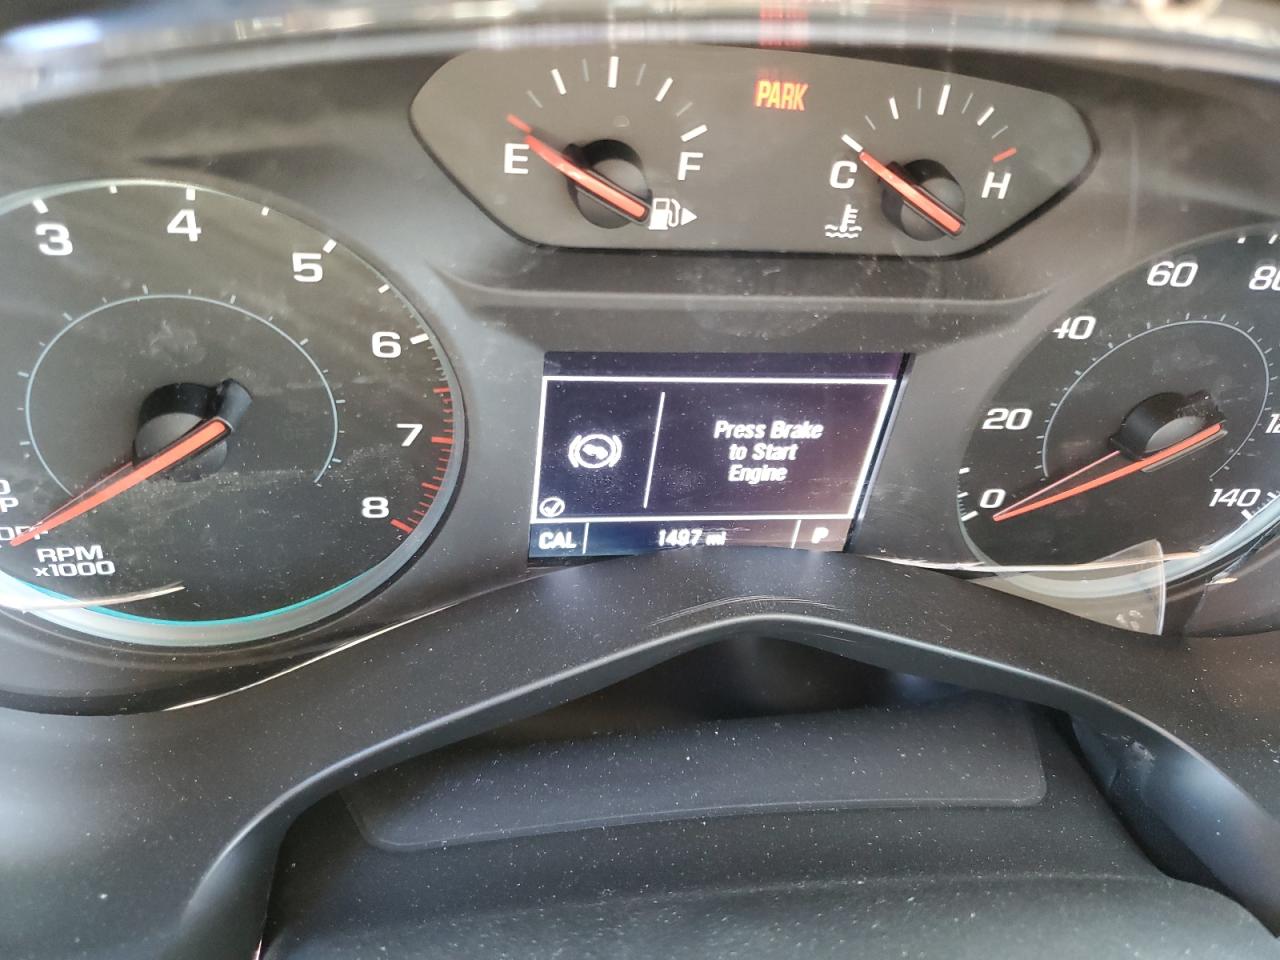 PARK
E
F
C
H
3
4
5
6
7
8
RPM
x1000
Press Brake
to Start
Engine
CAL
1497 mi
P
0
20
40
60
80
140